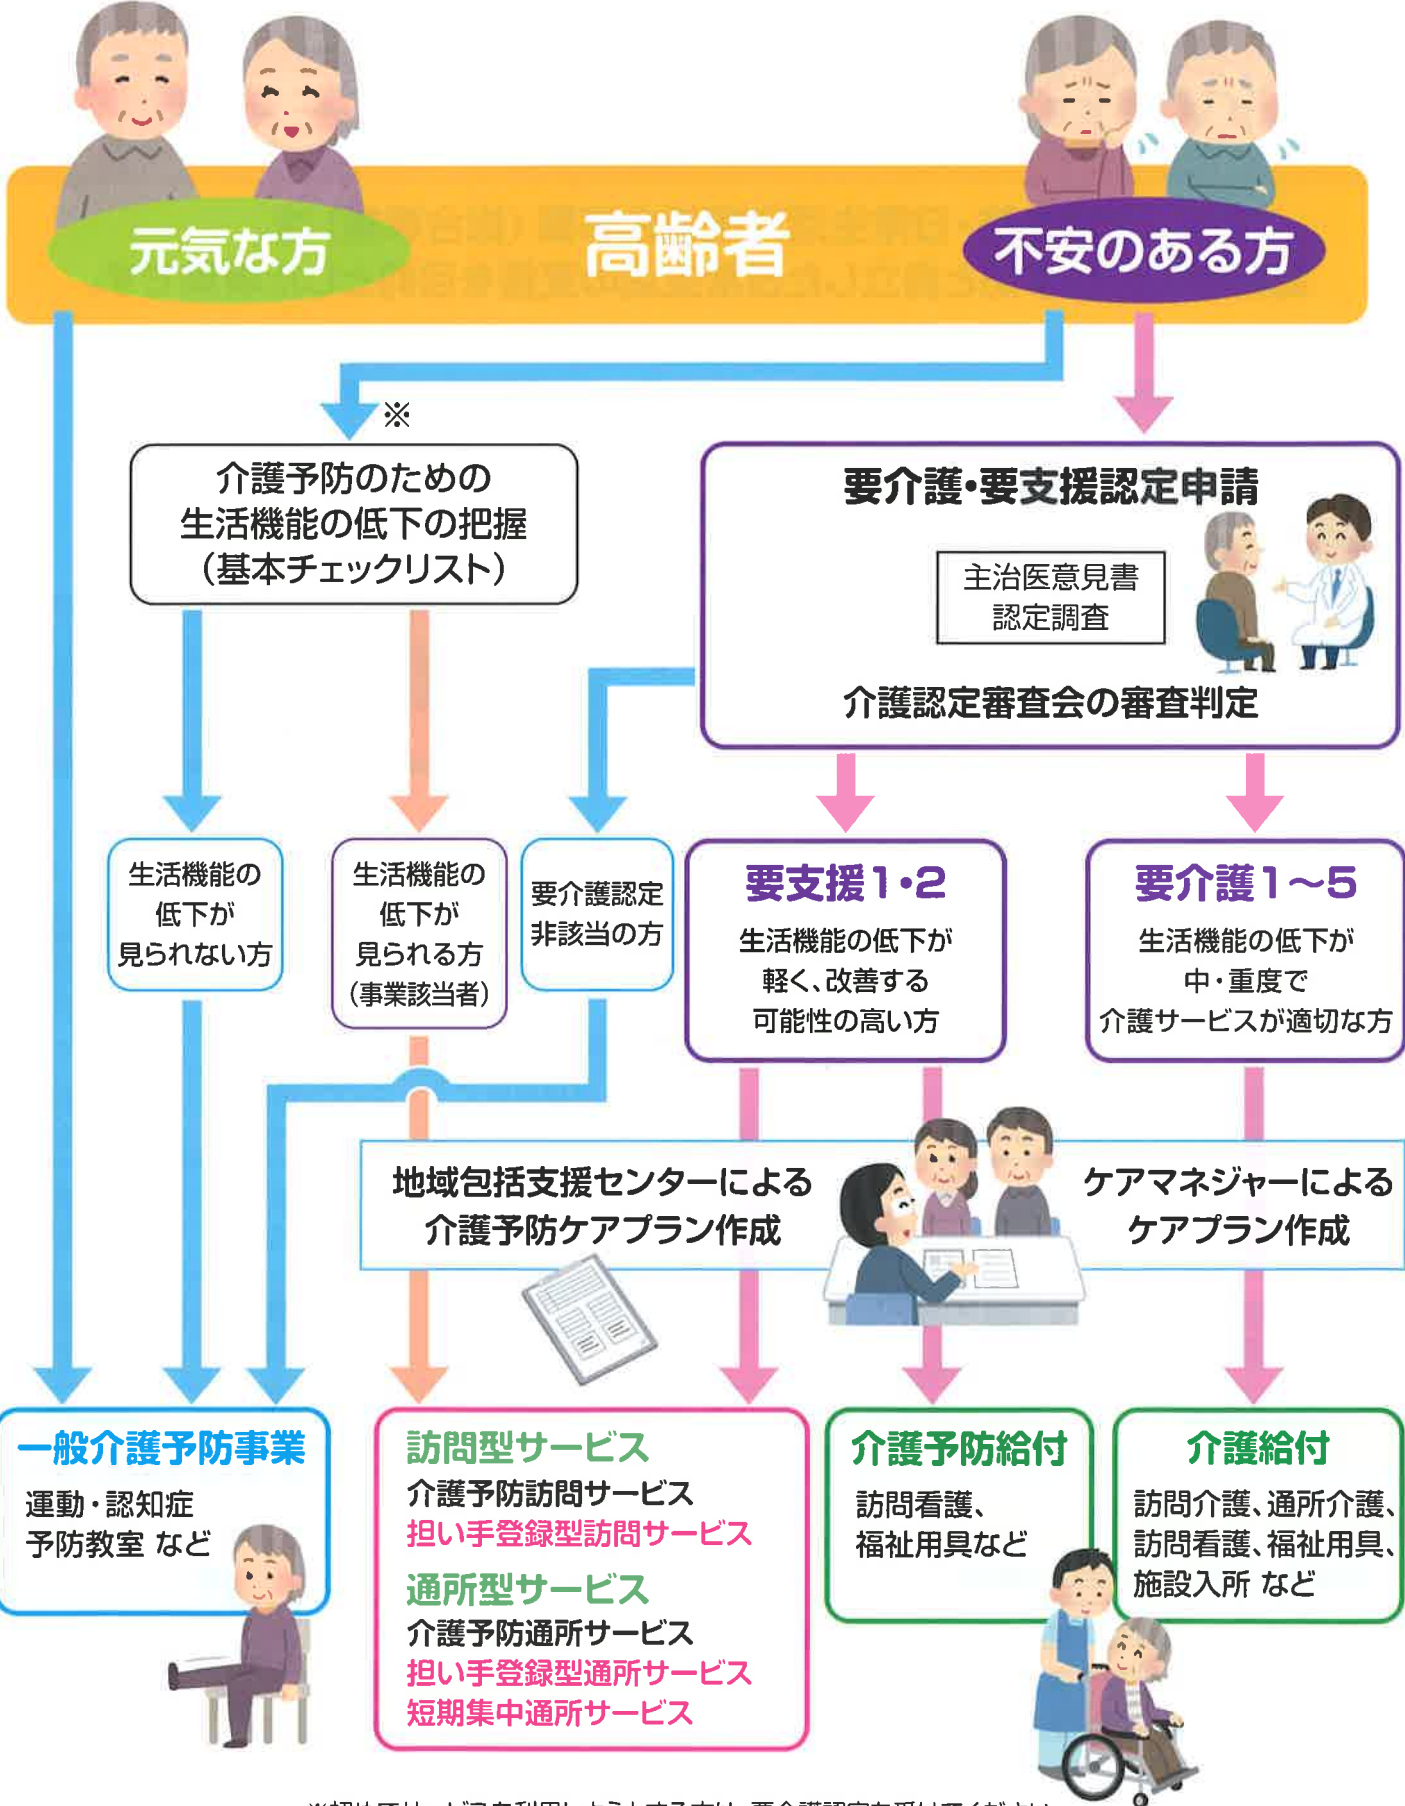 元気な方
高齢者
不安のある方
※
介護予防のための
生活機能の低下の把握
（基本チェックリスト）
要介護・要支援認定申請
主治医意見書
認定調査
介護認定審査会の審査判定
生活機能の
低下が
見られない方
生活機能の
低下が
見られる方
（事業該当者）
要介護認定
非該当の方
要支援1・2
生活機能の低下が
軽く、改善する
可能性の高い方
要介護1～5
生活機能の低下が
中・重度で
介護サービスが適切な方
地域包括支援センターによる
介護予防ケアプラン作成
ケアマネジャーによる
ケアプラン作成
一般介護予防事業
運動・認知症
予防教室 など
訪問型サービス
介護予防訪問サービス
担い手登録型訪問サービス
通所型サービス
介護予防通所サービス
担い手登録型通所サービス
短期集中通所サービス
介護予防給付
訪問看護、
福祉用具など
介護給付
訪問介護、通所介護、
訪問看護、福祉用具、
施設入所 など